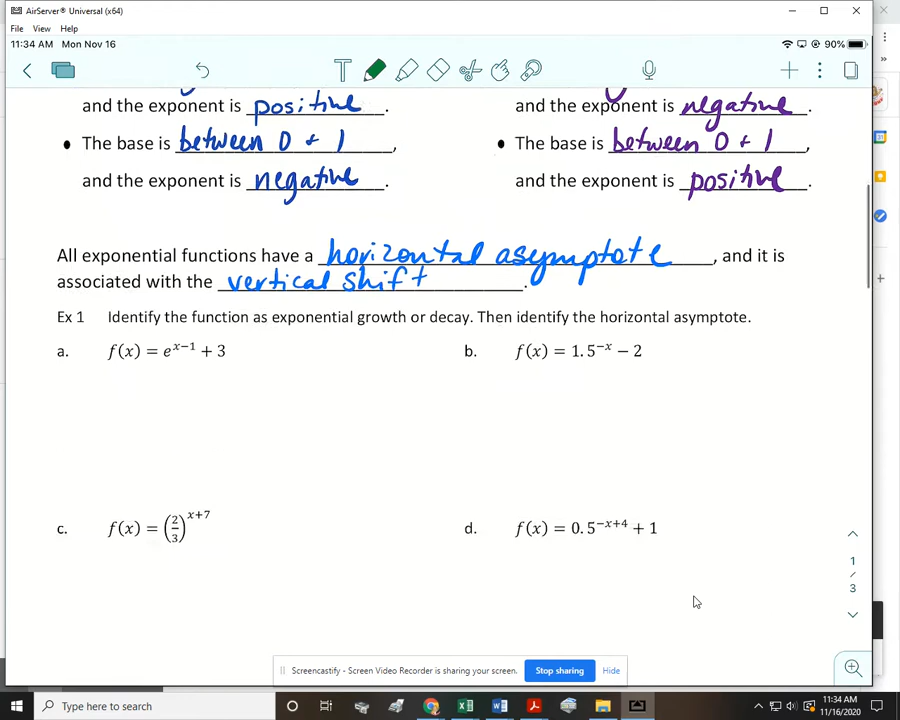 AirServer® Universal (x64)
File View Help
11:34 AM Mon Nov 16
90%
T
and the exponent is positive.
and the exponent is negative.
• The base is between 0 + 1,
• The base is between 0 + 1,
and the exponent is negative.
and the exponent is positive.
All exponential functions have a horizontal asymptote, and it is
associated with the vertical shift.
Ex 1 Identify the function as exponential growth or decay. Then identify the horizontal asymptote.
a. f(x) = e^{x−1} + 3
b. f(x) = 1.5^{−x} − 2
c. f(x) = (2/3)^{x+7}
d. f(x) = 0.5^{−x+4} + 1
1
/
3
Screencastify - Screen Video Recorder is sharing your screen.
Stop sharing
Hide
Type here to search
11:34 AM
11/16/2020